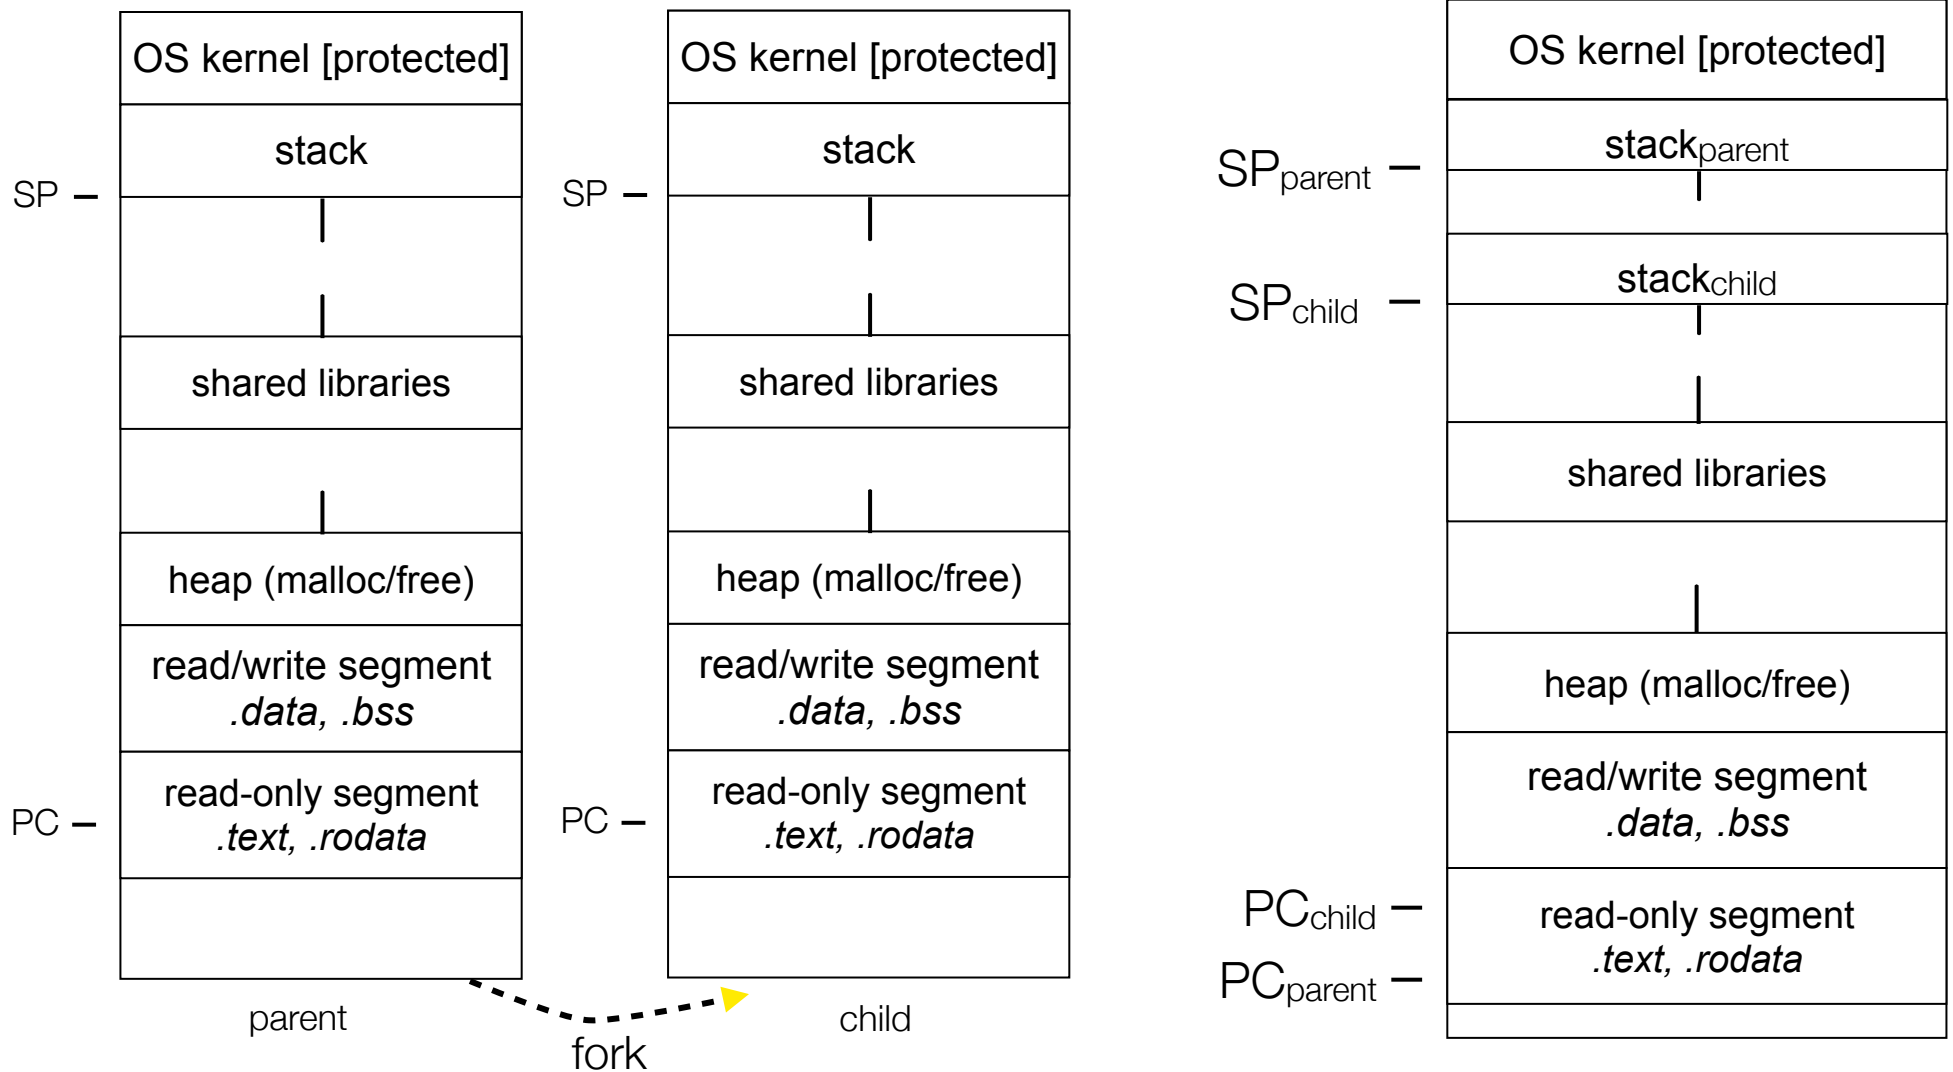 OS kernel [protected]
stack
SP
shared libraries
heap (malloc/free)
read/write segment
.data, .bss
PC
read-only segment
.text, .rodata
parent
fork
OS kernel [protected]
stack
SP
shared libraries
heap (malloc/free)
read/write segment
.data, .bss
PC
read-only segment
.text, .rodata
child
OS kernel [protected]
stackparent
SPparent
stackchild
SPchild
shared libraries
heap (malloc/free)
read/write segment
.data, .bss
PCchild
read-only segment
.text, .rodata
PCparent